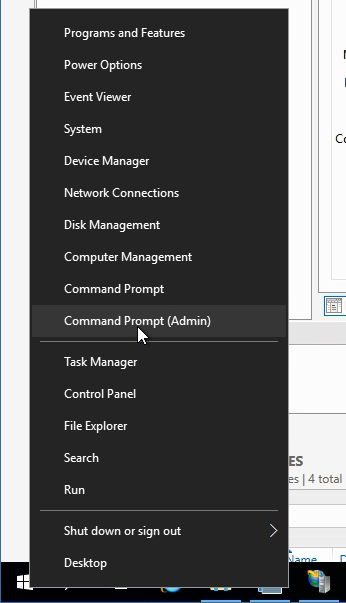 Programs and Features
Power Options
Event Viewer
System
Device Manager
Network Connections
Disk Management
Computer Management
Command Prompt
Command Prompt (Admin)
Task Manager
Control Panel
File Explorer
Search
Run
Shut down or sign out
Desktop
ES
es | 4 total
Name
Co